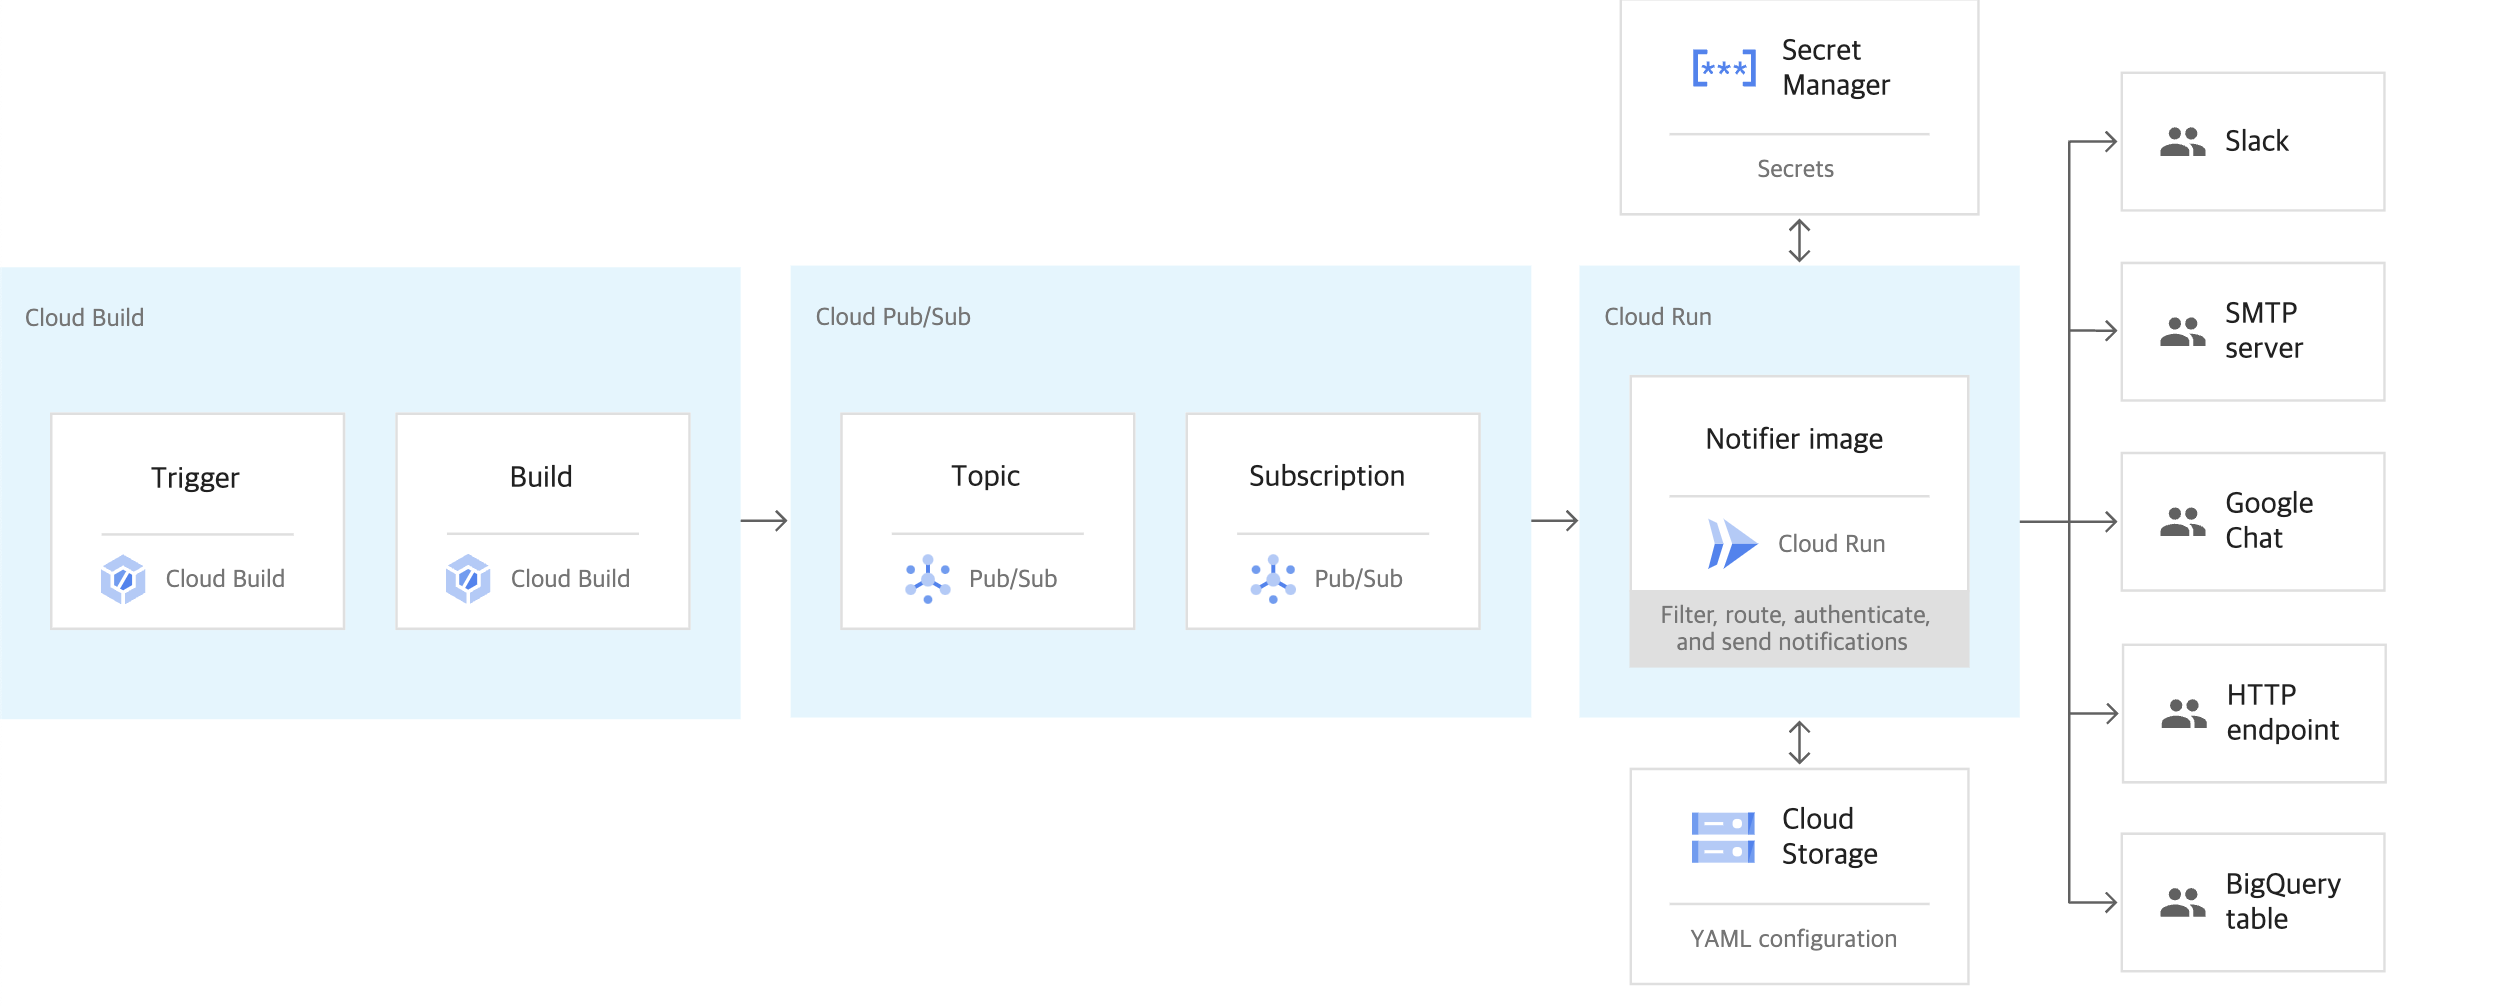 Cloud Build
Trigger
Cloud Build
Build
Cloud Build
Cloud Pub/Sub
Topic
Pub/Sub
Subscription
Pub/Sub
Secret
Manager
Secrets
Cloud Run
Notifier image
Cloud Run
Filter, route, authenticate,
and send notifications
Cloud
Storage
YAML configuration
Slack
SMTP
server
Google
Chat
HTTP
endpoint
BigQuery
table